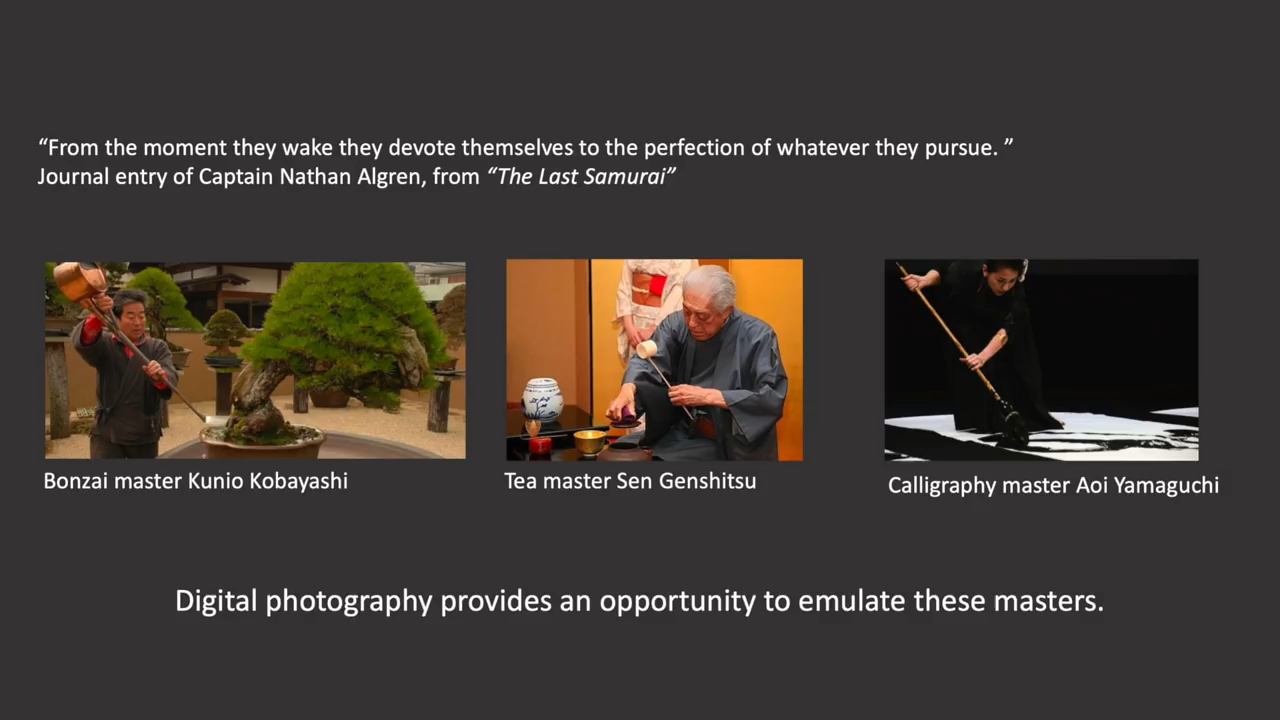 “From the moment they wake they devote themselves to the perfection of whatever they pursue. ”
Journal entry of Captain Nathan Algren, from “The Last Samurai”
Bonzai master Kunio Kobayashi
Tea master Sen Genshitsu
Calligraphy master Aoi Yamaguchi
Digital photography provides an opportunity to emulate these masters.